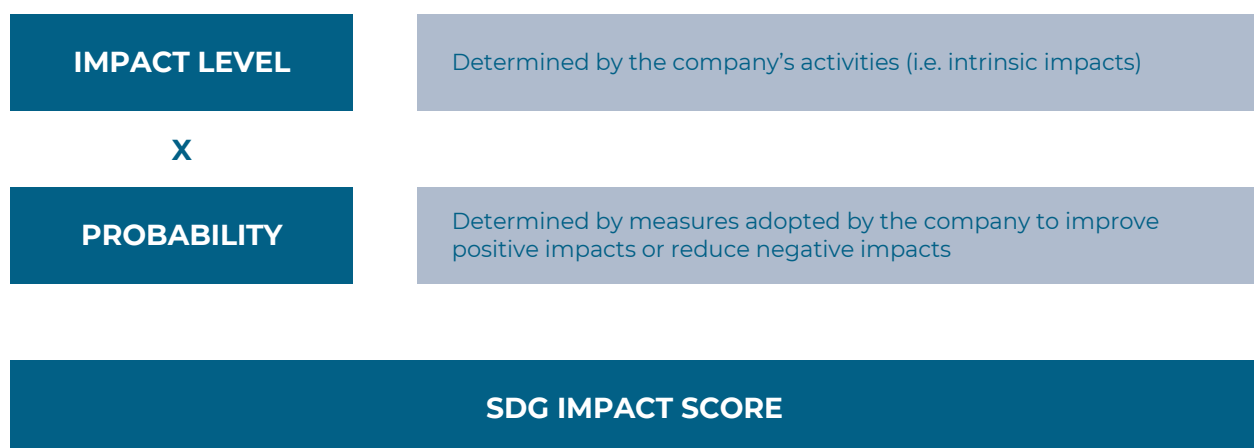 IMPACT LEVEL
Determined by the company’s activities (i.e. intrinsic impacts)
X
PROBABILITY
Determined by measures adopted by the company to improve
positive impacts or reduce negative impacts
SDG IMPACT SCORE